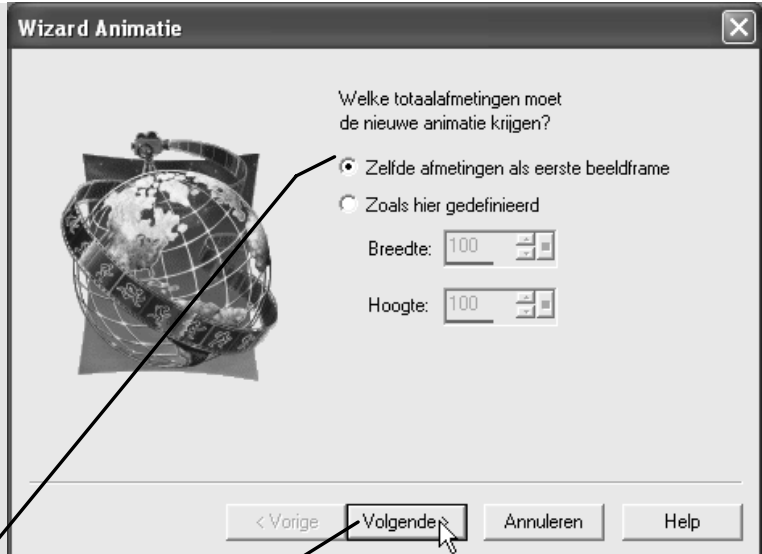 Wizard Animatie
Welke totaalafmetingen moet
de nieuwe animatie krijgen?
Zelfde afmetingen als eerste beeldframe
Zoals hier gedefinieerd
Breedte: 100
Hoogte: 100
< Vorige
Volgende >
Annuleren
Help